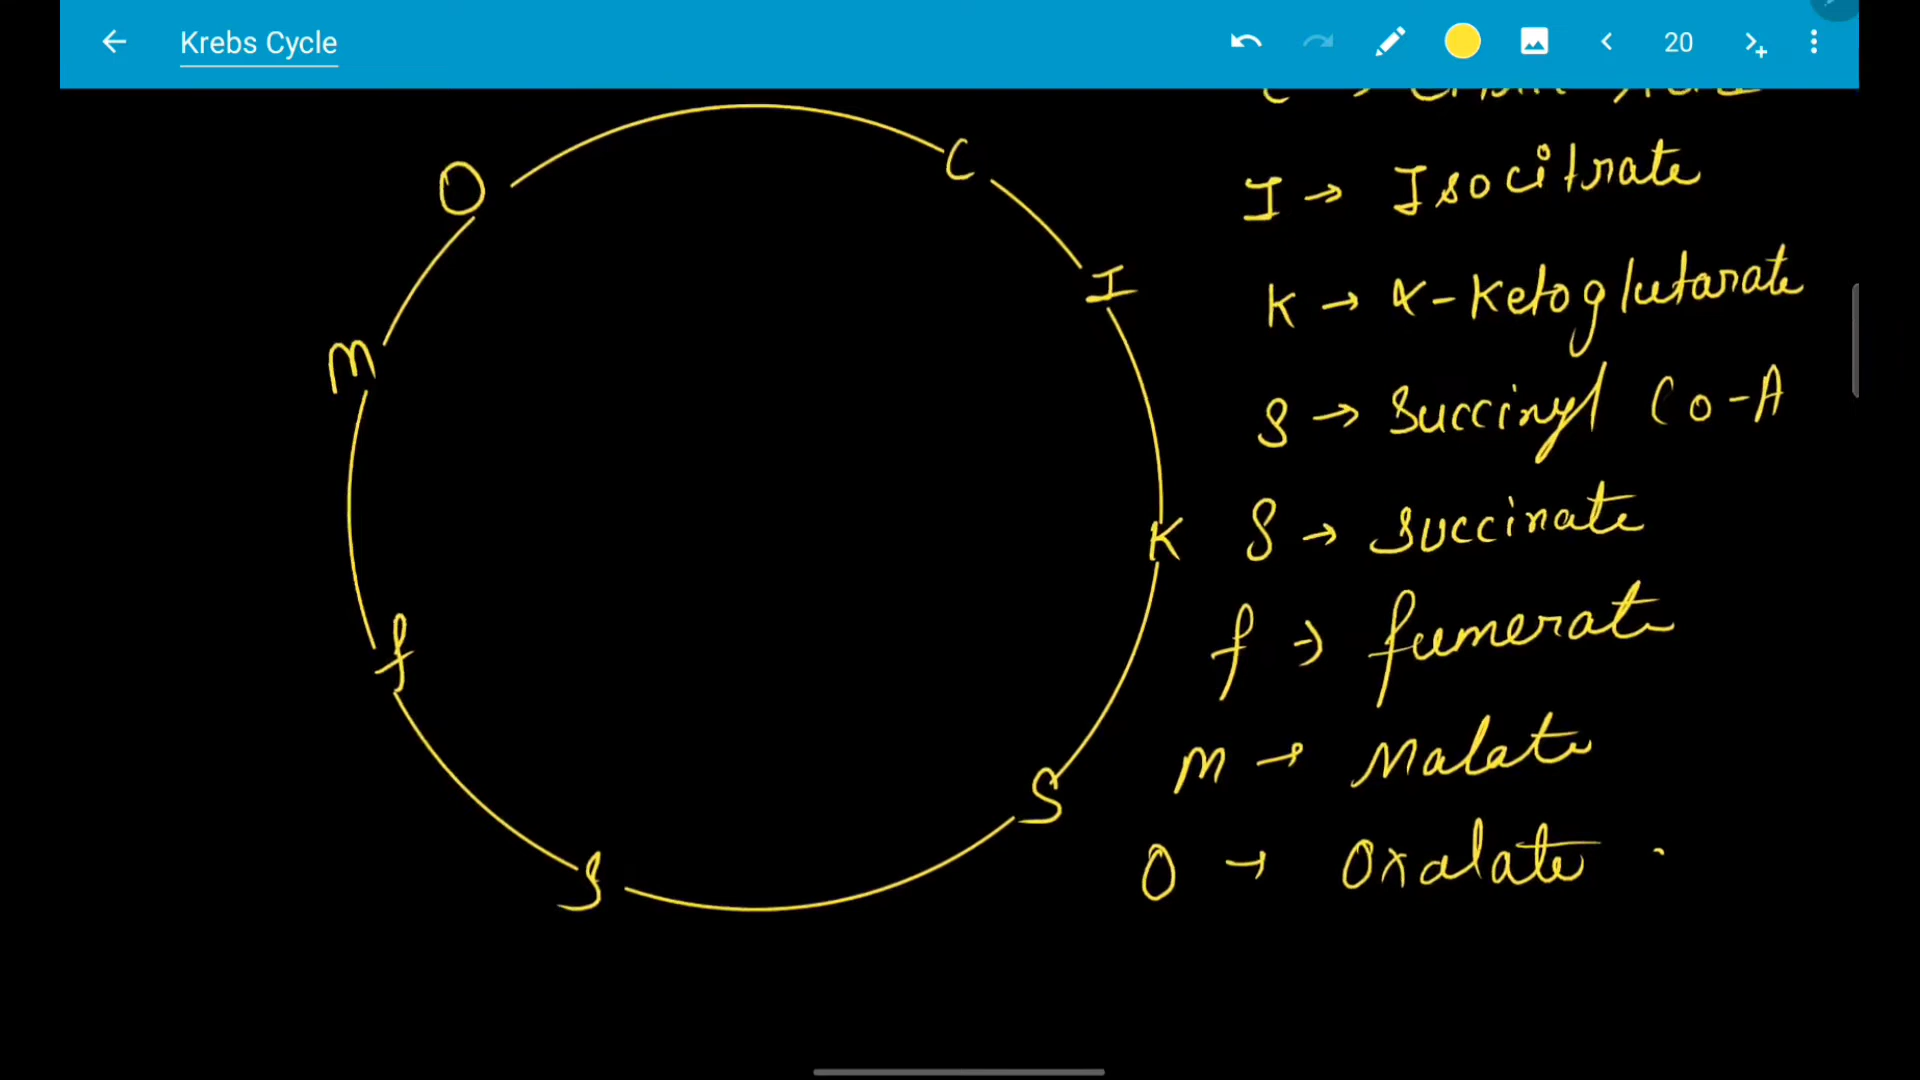 Krebs Cycle
20
O
C
I
M
K
f
S
S
I → Isocitrate
K → α-Ketoglutarate
S → Succinyl Co-A
S → Succinate
f → fumerate
M → Malate
O → Oxalate